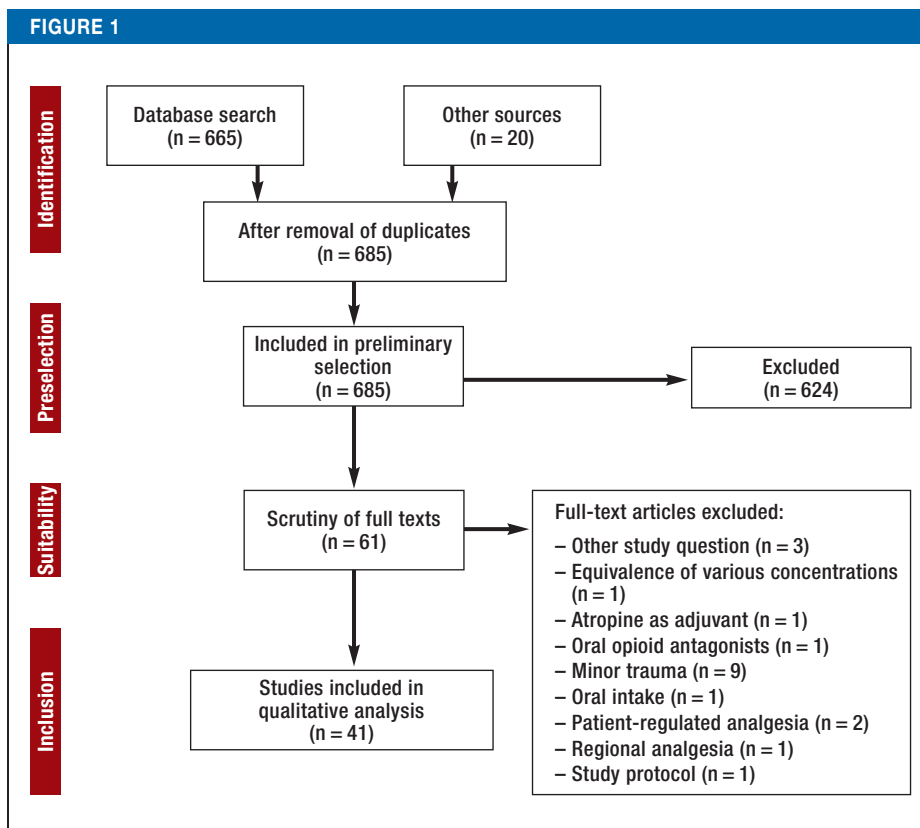 FIGURE 1
Identification
Database search
(n = 665)
Other sources
(n = 20)
After removal of duplicates
(n = 685)
Preselection
Included in preliminary
selection
(n = 685)
Excluded
(n = 624)
Suitability
Scrutiny of full texts
(n = 61)
Full-text articles excluded:
– Other study question (n = 3)
– Equivalence of various concentrations
(n = 1)
– Atropine as adjuvant (n = 1)
– Oral opioid antagonists (n = 1)
– Minor trauma (n = 9)
– Oral intake (n = 1)
– Patient-regulated analgesia (n = 2)
– Regional analgesia (n = 1)
– Study protocol (n = 1)
Inclusion
Studies included in
qualitative analysis
(n = 41)